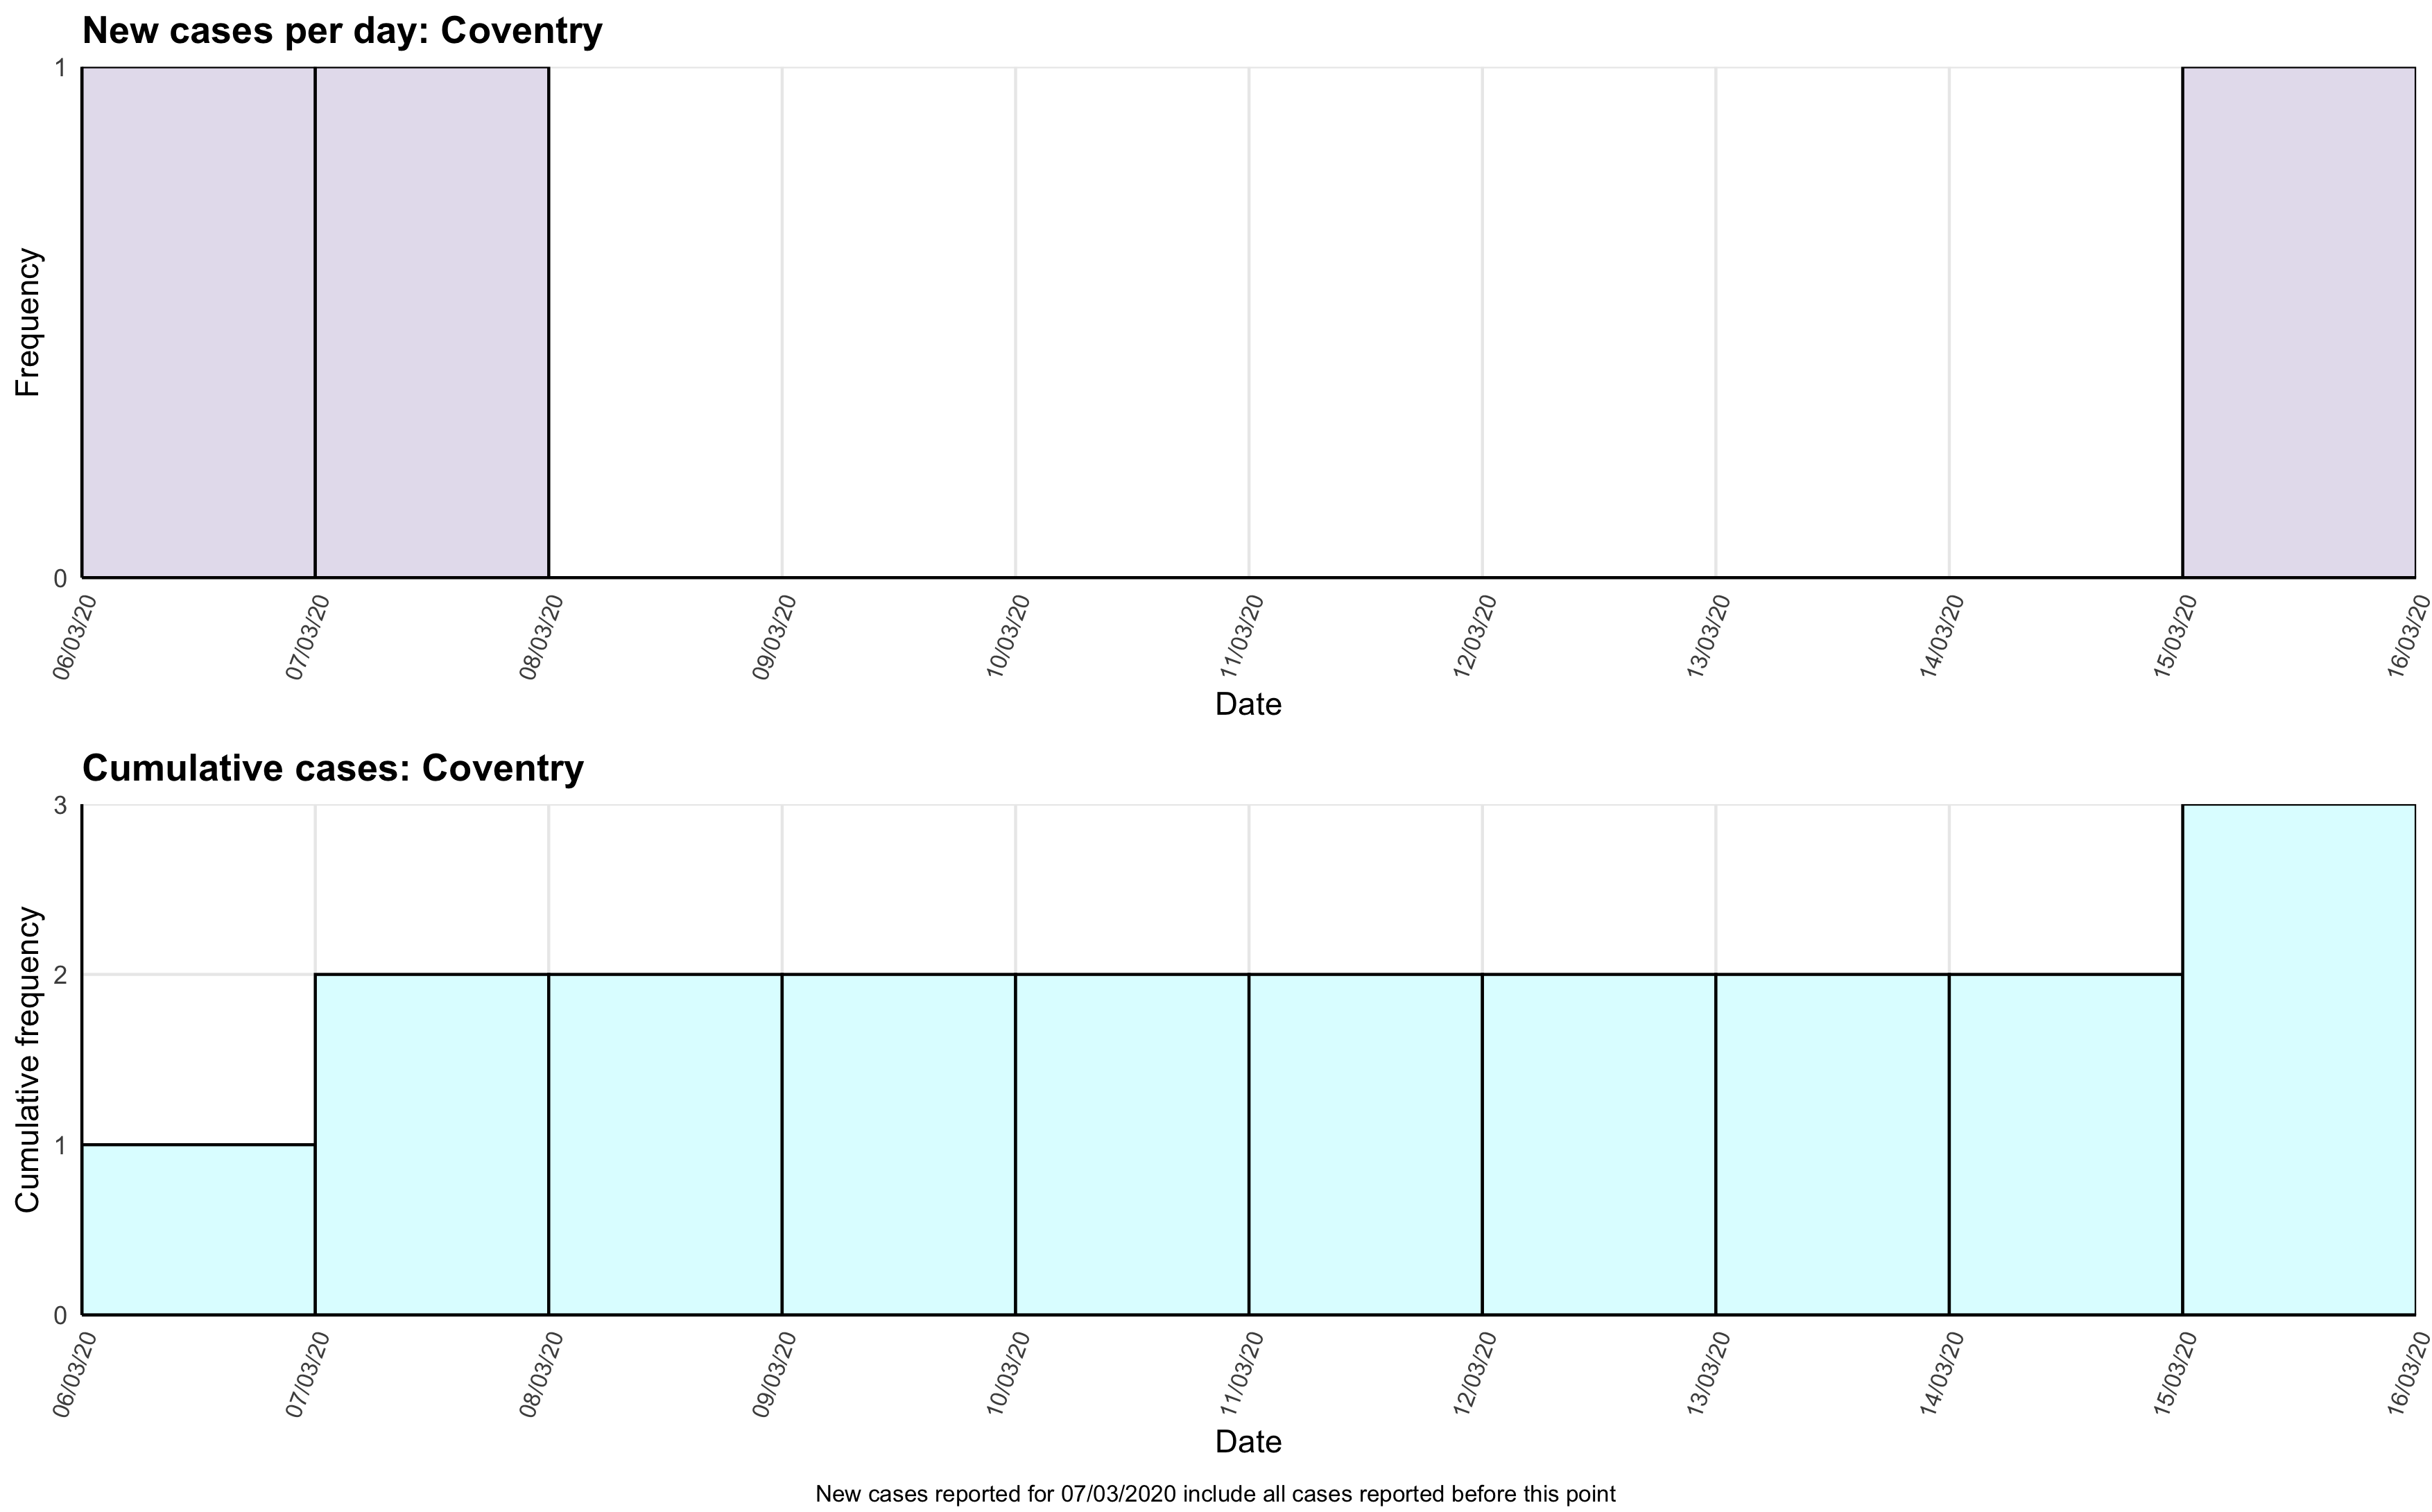 New cases per day: Coventry
1
Frequency
0
06/03/20 07/03/20 08/03/20 09/03/20 10/03/20 11/03/20 12/03/20 13/03/20 14/03/20 15/03/20 16/03/20
Date
Cumulative cases: Coventry
3
2
Cumulative frequency
1
0
06/03/20 07/03/20 08/03/20 09/03/20 10/03/20 11/03/20 12/03/20 13/03/20 14/03/20 15/03/20 16/03/20
Date
New cases reported for 07/03/2020 include all cases reported before this point